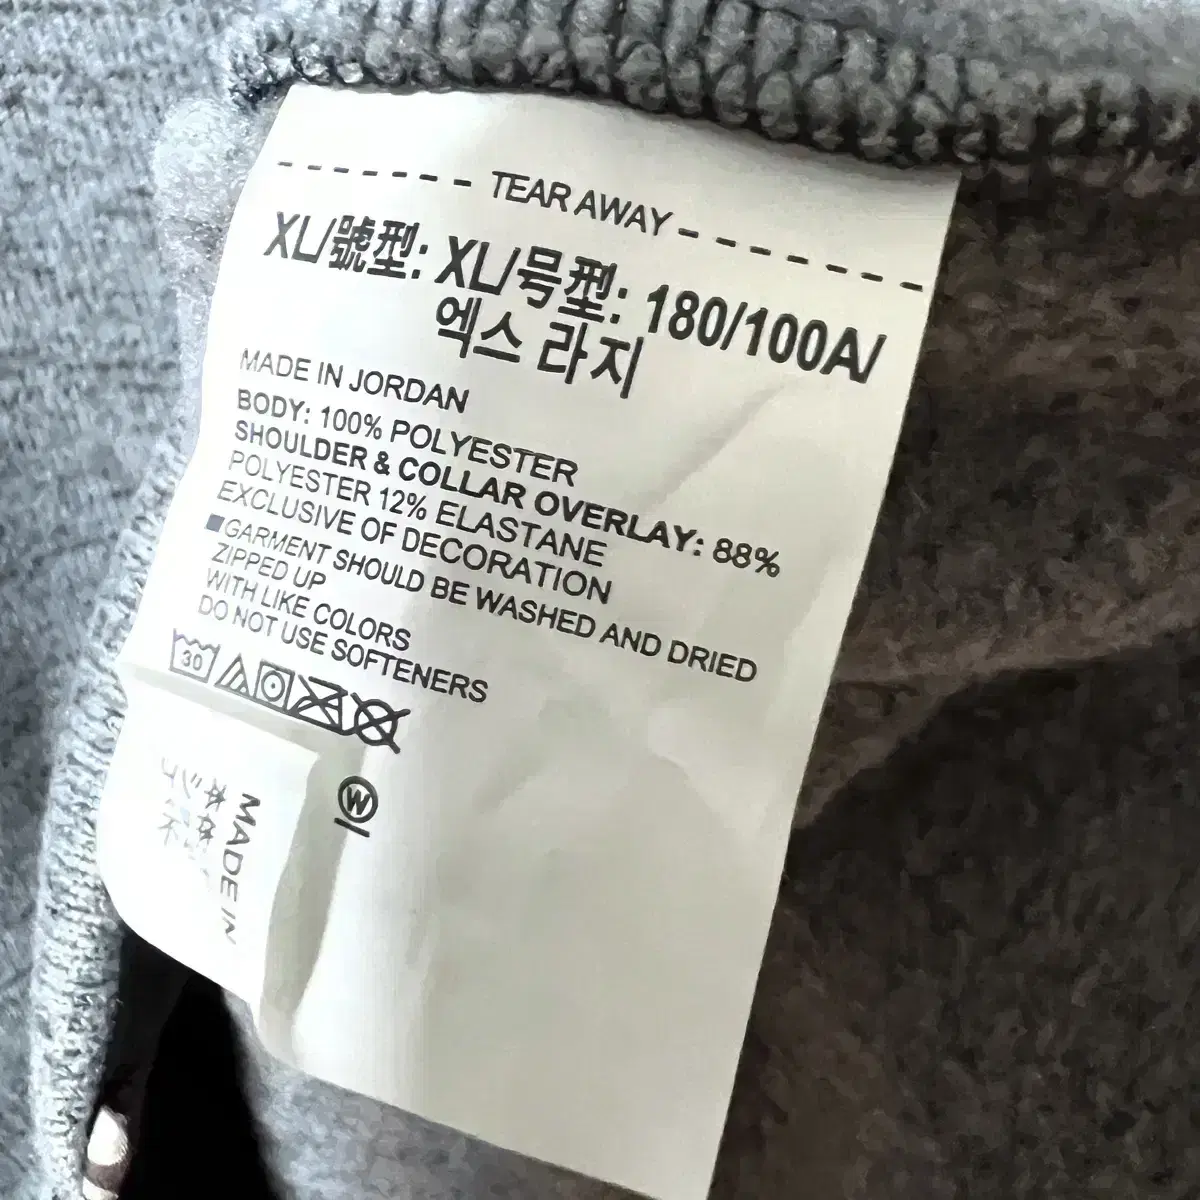 TEAR AWAY
XL/號型: XL/号型: 180/100A/
엑스 라지
MADE IN JORDAN
BODY: 100% POLYESTER
SHOULDER & COLLAR OVERLAY: 88%
POLYESTER 12% ELASTANE
EXCLUSIVE OF DECORATION
GARMENT SHOULD BE WASHED AND DRIED
ZIPPED UP
WITH LIKE COLORS
DO NOT USE SOFTENERS
30
W
MADE IN